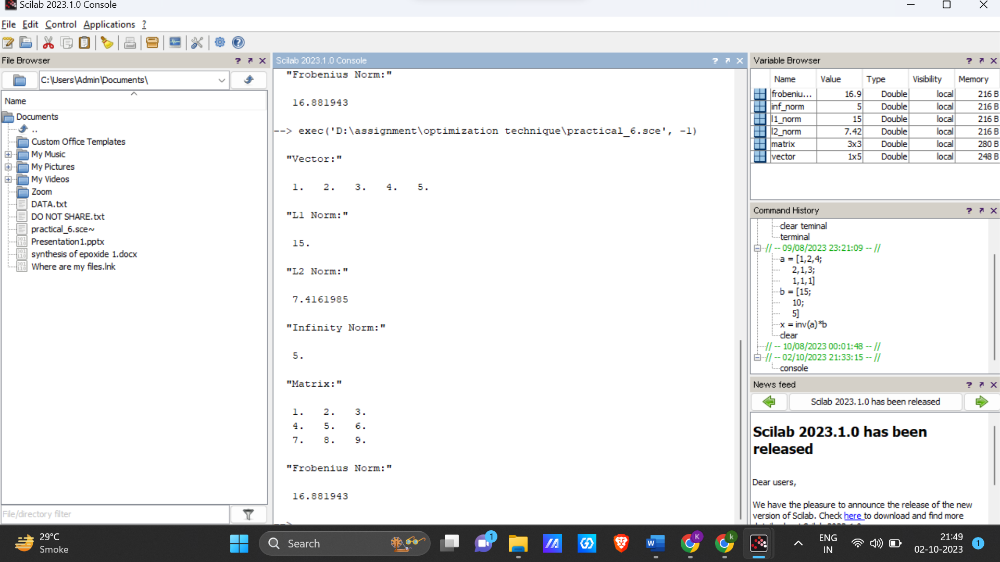 Scilab 2023.1.0 Console
File Edit Control Applications ?
File Browser
C:\Users\Admin\Documents\
Name
Documents
..
Custom Office Templates
My Music
My Pictures
My Videos
Zoom
DATA.txt
DO NOT SHARE.txt
practical_6.sce~
Presentation1.pptx
synthesis of epoxide 1.docx
Where are my files.lnk
File/directory filter
Scilab 2023.1.0 Console
"Frobenius Norm:"
16.881943
--> exec('D:\assignment\optimization technique\practical_6.sce', -1)
"Vector:"
1. 2. 3. 4. 5.
"L1 Norm:"
15.
"L2 Norm:"
7.4161985
"Infinity Norm:"
5.
"Matrix:"
1. 2. 3.
4. 5. 6.
7. 8. 9.
"Frobenius Norm:"
16.881943
-->
Variable Browser
Name Value Type Visibility Memory
frobeniu... 16.9 Double local 216 B
inf_norm 5 Double local 216 B
l1_norm 15 Double local 216 B
l2_norm 7.42 Double local 216 B
matrix 3x3 Double local 280 B
vector 1x5 Double local 248 B
Command History
clear teminal
terminal
// -- 09/08/2023 23:21:09 -- //
a = [1,2,4;
2,1,3;
1,1,1]
b = [15;
10;
5]
x = inv(a)*b
clear
// -- 10/08/2023 00:01:48 -- //
// -- 02/10/2023 21:33:15 -- //
console
News feed
Scilab 2023.1.0 has been released
Scilab 2023.1.0 has been
released
Dear users,
We have the pleasure to announce the release of the new
version of Scilab. Check here to download and find more
29°C
Smoke
Search
1
W
K
k
ENG
IN
21:49
02-10-2023
1